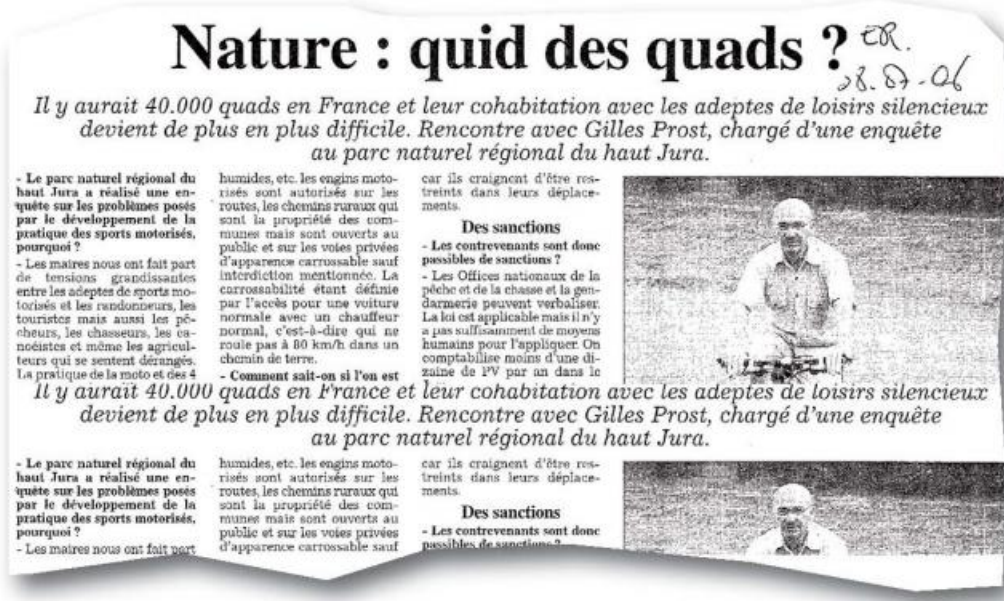 Nature : quid des quads ?
ER.
28.07-06
Il y aurait 40.000 quads en France et leur cohabitation avec les adeptes de loisirs silencieux
devient de plus en plus difficile. Rencontre avec Gilles Prost, chargé d'une enquête
au parc naturel régional du haut Jura.
- Le parc naturel régional du
haut Jura a réalisé une en-
quête sur les problèmes posés
par le développement de la
pratique des sports motorisés,
pourquoi ?
- Les maires nous ont fait part
de tensions grandissantes
entre les adeptes de sports mo-
torisés et les randonneurs, les
touristes mais aussi les pê-
cheurs, les chasseurs, les ca-
noéistes et même les agricul-
teurs qui se sentent dérangés.
La pratique de la moto et des 4
humides, etc. les engins moto-
risés sont autorisés sur les
routes, les chemins ruraux qui
sont la propriété des com-
munes mais sont ouverts au
public et sur les voies privées
d'apparence carrossable sauf
interdiction mentionnée. La
carrossabilité étant définie
par l'accès pour une voiture
normale avec un chauffeur
normal, c'est-à-dire qui ne
roule pas à 80 km/h dans un
chemin de terre.
- Comment sait-on si l'on est
car ils craignent d'être res-
treints dans leurs déplace-
ments.
Des sanctions
- Les contrevenants sont donc
passibles de sanctions ?
- Les Offices nationaux de la
pêche et de la chasse et la gen-
darmerie peuvent verbaliser.
La loi est applicable mais il n'y
a pas suffisamment de moyens
humains pour l'appliquer. On
comptabilise moins d'une di-
zaine de PV par an dans le
Il y aurait 40.000 quads en France et leur cohabitation avec les adeptes de loisirs silencieux
devient de plus en plus difficile. Rencontre avec Gilles Prost, chargé d'une enquête
au parc naturel régional du haut Jura.
- Le parc naturel régional du
haut Jura a réalisé une en-
quête sur les problèmes posés
par le développement de la
pratique des sports motorisés,
pourquoi ?
- Les maires nous ont fait part
humides, etc. les engins moto-
risés sont autorisés sur les
routes, les chemins ruraux qui
sont la propriété des com-
munes mais sont ouverts au
public et sur les voies privées
d'apparence carrossable sauf
car ils craignent d'être res-
treints dans leurs déplace-
ments.
Des sanctions
- Les contrevenants sont donc
passibles de sanctions ?